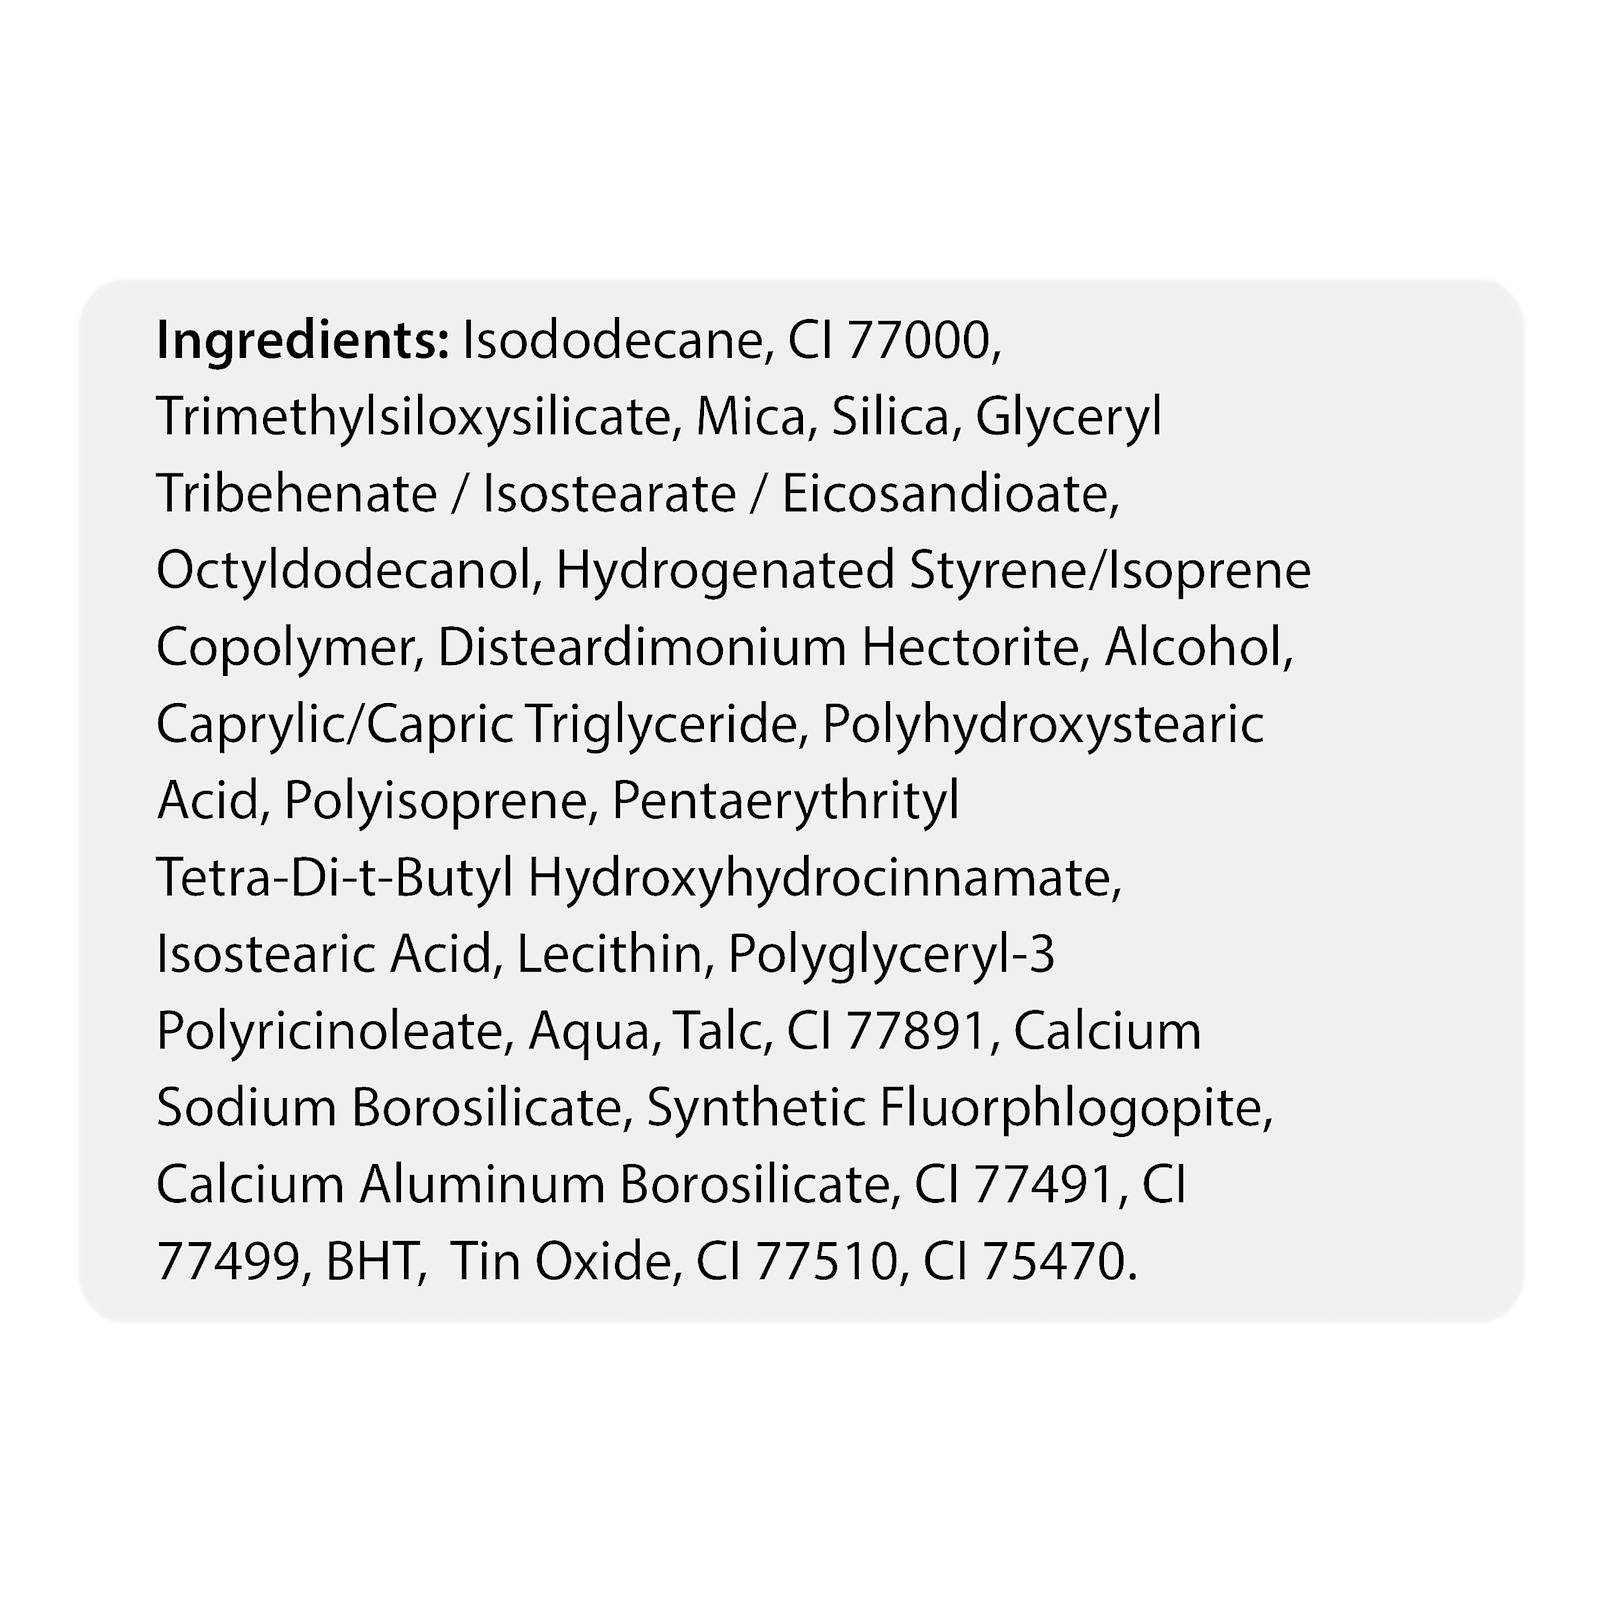 Ingredients: Isododecane, CI 77000,
Trimethylsiloxysilicate, Mica, Silica, Glyceryl
Tribehenate / Isostearate / Eicosandioate,
Octyldodecanol, Hydrogenated Styrene/Isoprene
Copolymer, Disteardimonium Hectorite, Alcohol,
Caprylic/Capric Triglyceride, Polyhydroxystearic
Acid, Polyisoprene, Pentaerythrityl
Tetra-Di-t-Butyl Hydroxyhydrocinnamate,
Isostearic Acid, Lecithin, Polyglyceryl-3
Polyricinoleate, Aqua, Talc, CI 77891, Calcium
Sodium Borosilicate, Synthetic Fluorphlogopite,
Calcium Aluminum Borosilicate, CI 77491, CI
77499, BHT, Tin Oxide, CI 77510, CI 75470.